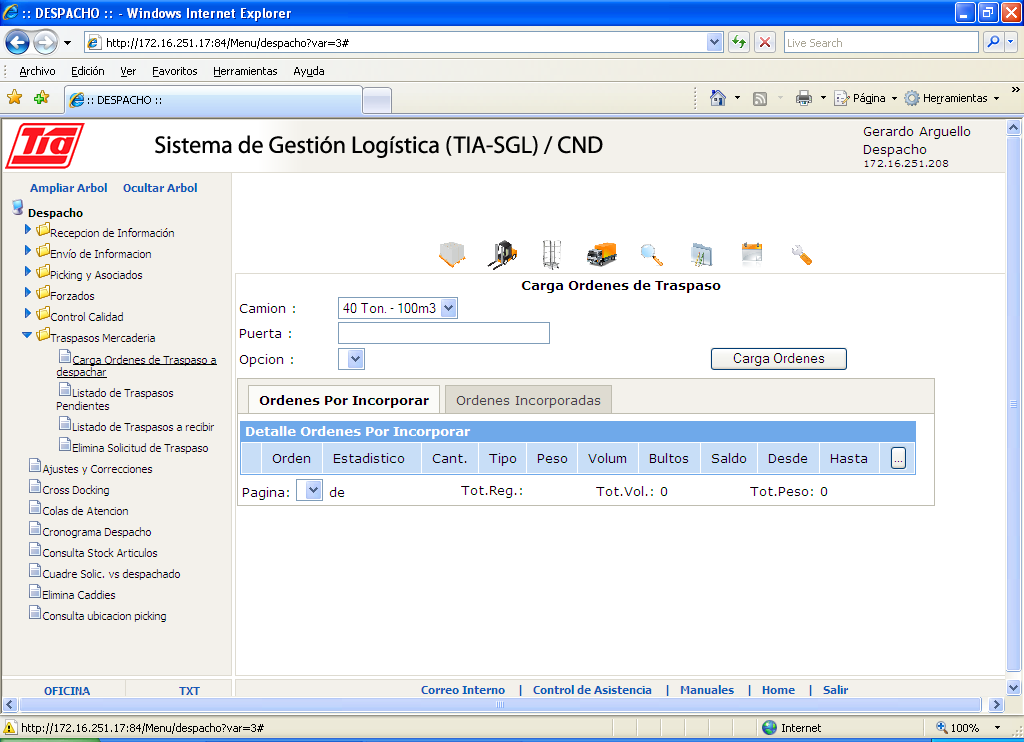 :: DESPACHO :: - Windows Internet Explorer
http://172.16.251.17:84/Menu/despacho?var=3#
Live Search
Archivo Edición Ver Favoritos Herramientas Ayuda
:: DESPACHO ::
Página Herramientas »
Tia
Sistema de Gestión Logística (TIA-SGL) / CND
Gerardo Arguello
Despacho
172.16.251.208
Ampliar Arbol Ocultar Arbol
Despacho
Recepcion de Información
Envío de Informacion
Picking y Asociados
Forzados
Control Calidad
Traspasos Mercaderia
Carga Ordenes de Traspaso a
despachar
Listado de Traspasos
Pendientes
Listado de Traspasos a recibir
Elimina Solicitud de Traspaso
Ajustes y Correcciones
Cross Docking
Colas de Atencion
Cronograma Despacho
Consulta Stock Articulos
Cuadre Solic. vs despachado
Elimina Caddies
Consulta ubicacion picking
OFICINA TXT
Carga Ordenes de Traspaso
Camion : 40 Ton. - 100m3
Puerta :
Opcion : Carga Ordenes
Ordenes Por Incorporar Ordenes Incorporadas
Detalle Ordenes Por Incorporar
Orden Estadistico Cant. Tipo Peso Volum Bultos Saldo Desde Hasta ...
Pagina: de Tot.Reg.: Tot.Vol.: 0 Tot.Peso: 0
Correo Interno | Control de Asistencia | Manuales | Home | Salir
http://172.16.251.17:84/Menu/despacho?var=3# Internet 100%